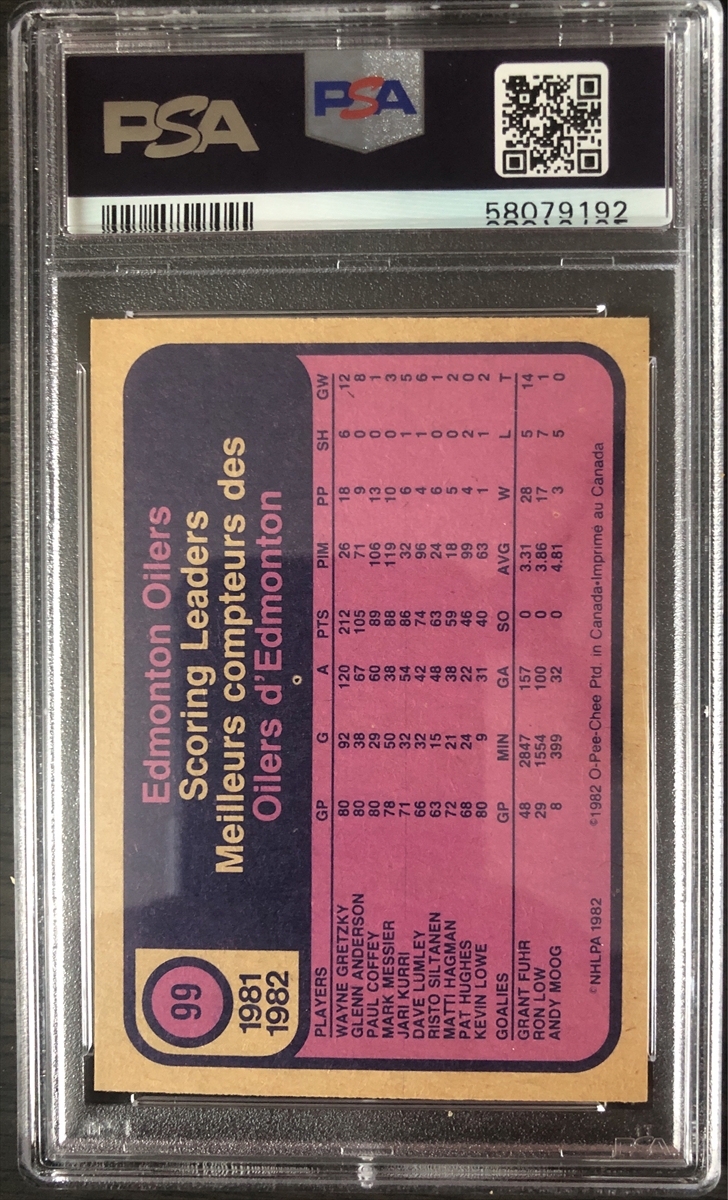 PSA
PSA
58079192
99
1981
1982
Edmonton Oilers
Scoring Leaders
Meilleurs compteurs des
Oilers d'Edmonton
PLAYERS GP G A PTS PIM PP SH GW
WAYNE GRETZKY 80 92 120 212 26 18 6 12
GLENN ANDERSON 80 38 67 105 71 9 0 8
PAUL COFFEY 80 29 60 89 106 13 0 1
MARK MESSIER 78 50 38 88 119 10 0 3
JARI KURRI 71 32 54 86 32 6 1 5
DAVE LUMLEY 66 32 42 74 96 4 1 6
RISTO SILTANEN 63 15 48 63 24 6 0 1
MATTI HAGMAN 72 21 38 59 18 5 0 2
PAT HUGHES 68 24 22 46 99 4 2 0
KEVIN LOWE 80 9 31 40 63 1 1 2
GOALIES GP MIN GA SO AVG W L T
GRANT FUHR 48 2847 157 0 3.31 28 5 14
RON LOW 29 1554 100 0 3.86 17 7 1
ANDY MOOG 8 399 32 0 4.81 3 5 0
©NHLPA 1982 ©1982 O-Pee-Chee Ptd. in Canada•Imprimé au Canada
PSA